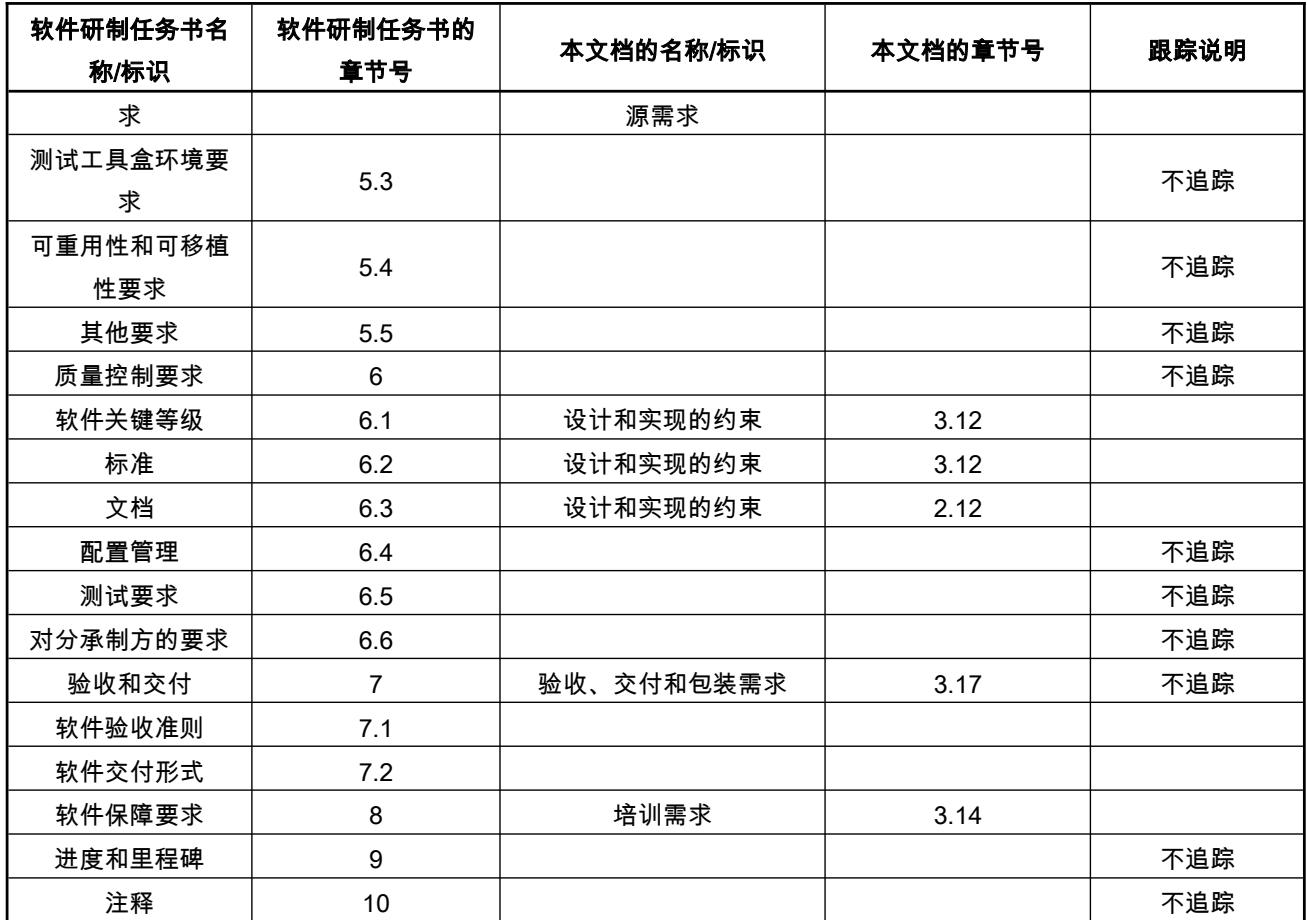 软件研制任务书名称/标识 软件研制任务书的章节号 本文档的名称/标识 本文档的章节号 跟踪说明
求 源需求
测试工具盒环境要求 5.3 不追踪
可重用性和可移植性要求 5.4 不追踪
其他要求 5.5 不追踪
质量控制要求 6 不追踪
软件关键等级 6.1 设计和实现的约束 3.12
标准 6.2 设计和实现的约束 3.12
文档 6.3 设计和实现的约束 2.12
配置管理 6.4 不追踪
测试要求 6.5 不追踪
对分承制方的要求 6.6 不追踪
验收和交付 7 验收、交付和包装需求 3.17 不追踪
软件验收准则 7.1
软件交付形式 7.2
软件保障要求 8 培训需求 3.14
进度和里程碑 9 不追踪
注释 10 不追踪